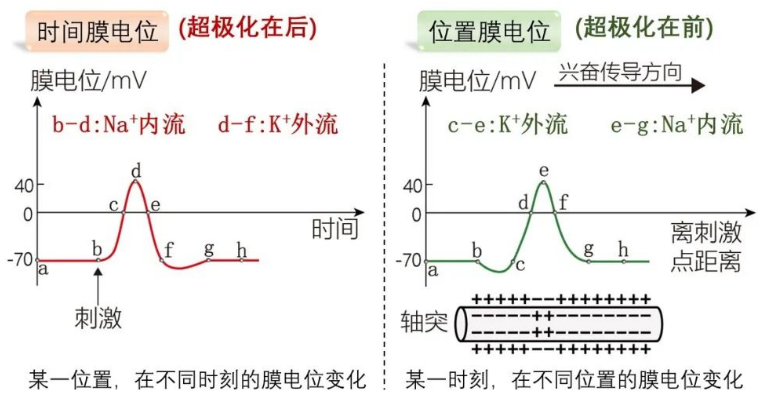 时间膜电位 (超极化在后)
膜电位/mV
b-d:Na⁺内流 d-f:K⁺外流
d
40
c e
0
时间
b f g h
-70
a
刺激
某一位置，在不同时刻的膜电位变化
位置膜电位 (超极化在前)
膜电位/mV 兴奋传导方向
c-e:K⁺外流 e-g:Na⁺内流
e
40
d f
0
离刺激
点距离
b g h
-70
a c
轴突
++++++--+++++++++
------++---------
------++---------
++++++--+++++++++
某一时刻，在不同位置的膜电位变化